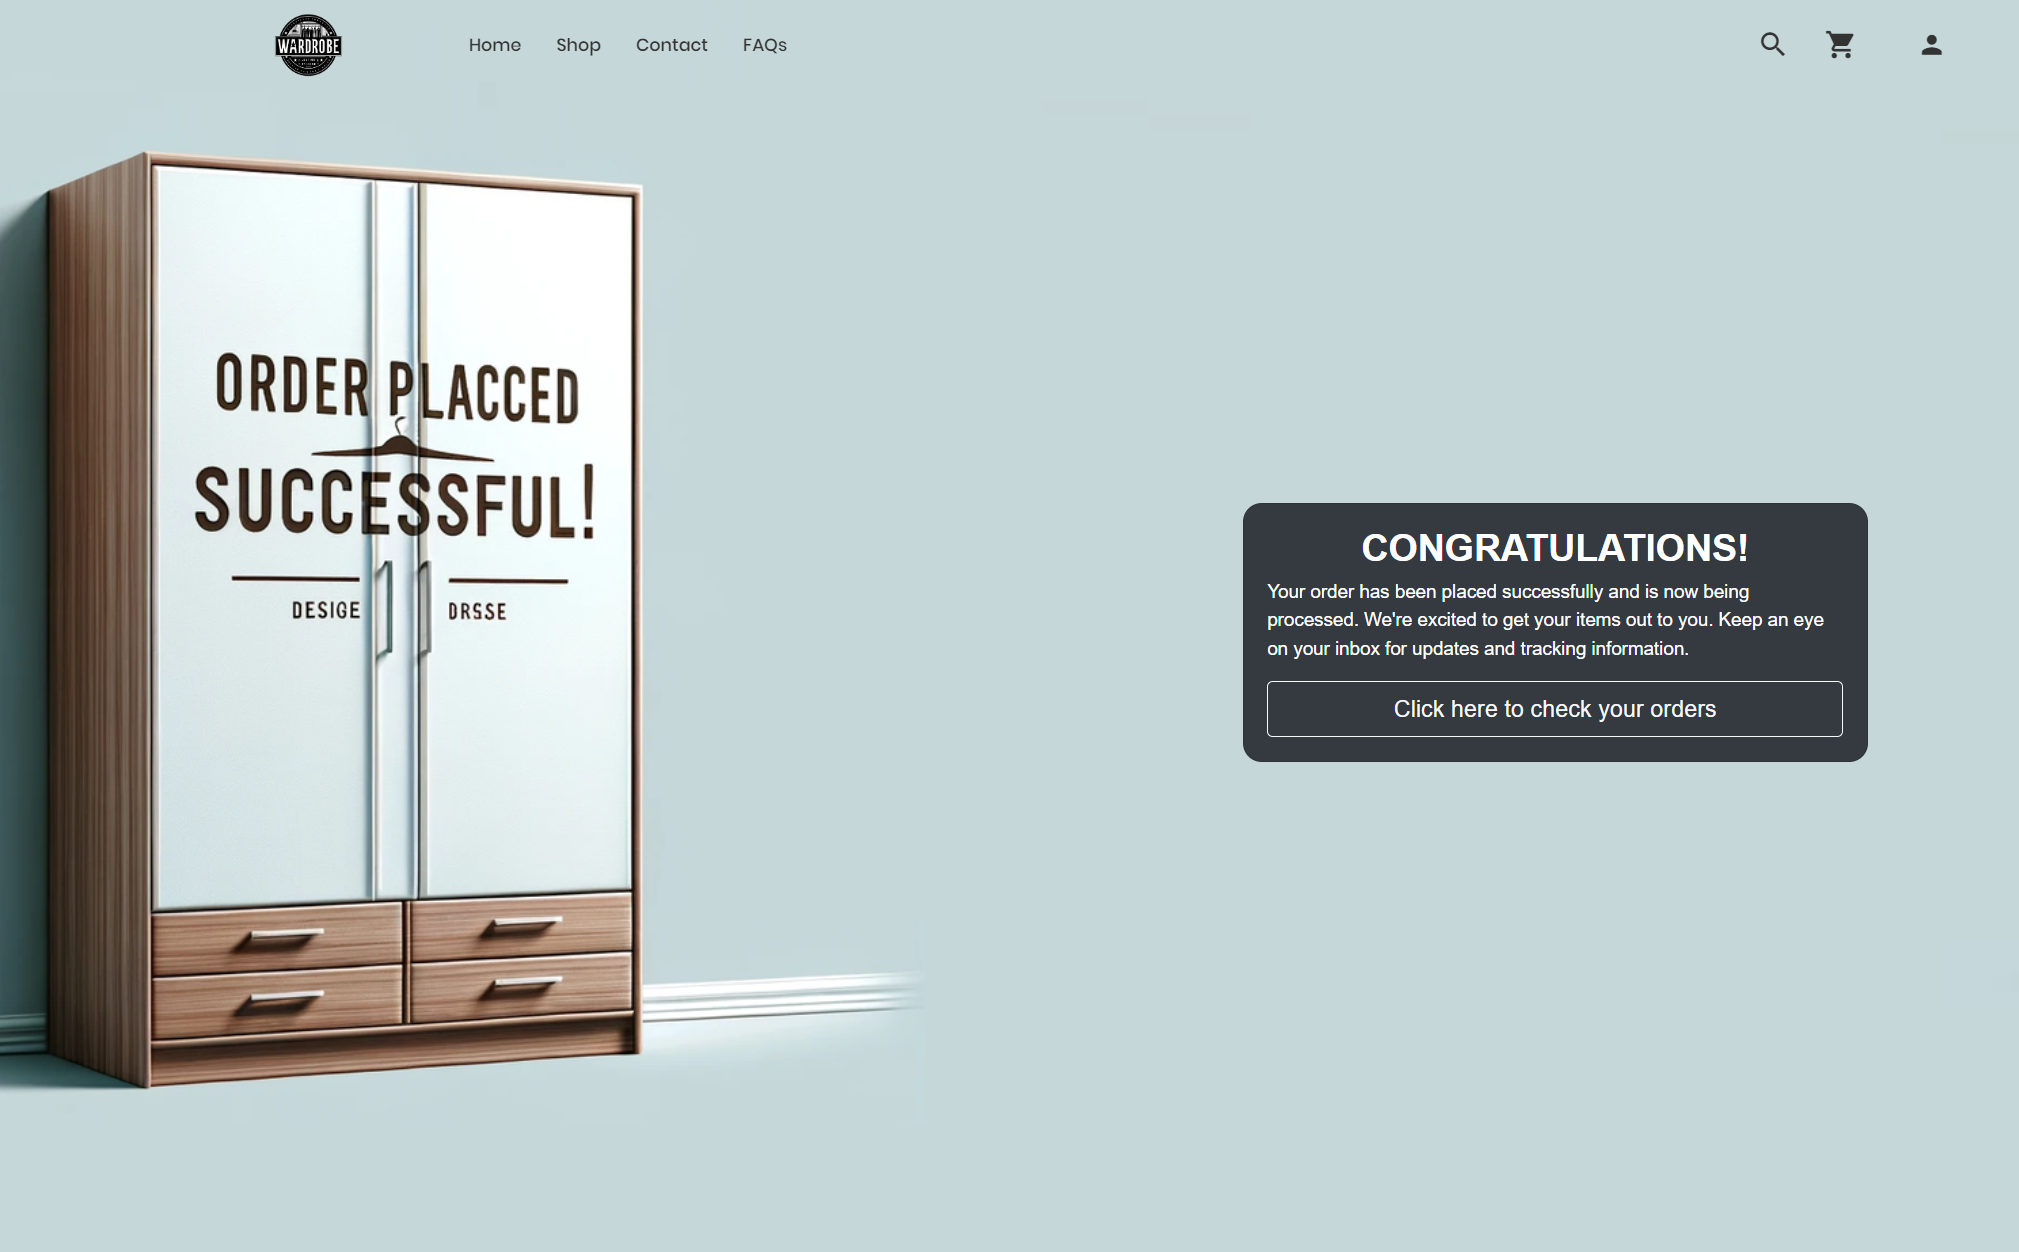 WARDROBE
Home
Shop
Contact
FAQs
ORDER PLACCED
SUCCESSFUL!
DESIGE
DRSSE
CONGRATULATIONS!
Your order has been placed successfully and is now being
processed. We're excited to get your items out to you. Keep an eye
on your inbox for updates and tracking information.
Click here to check your orders